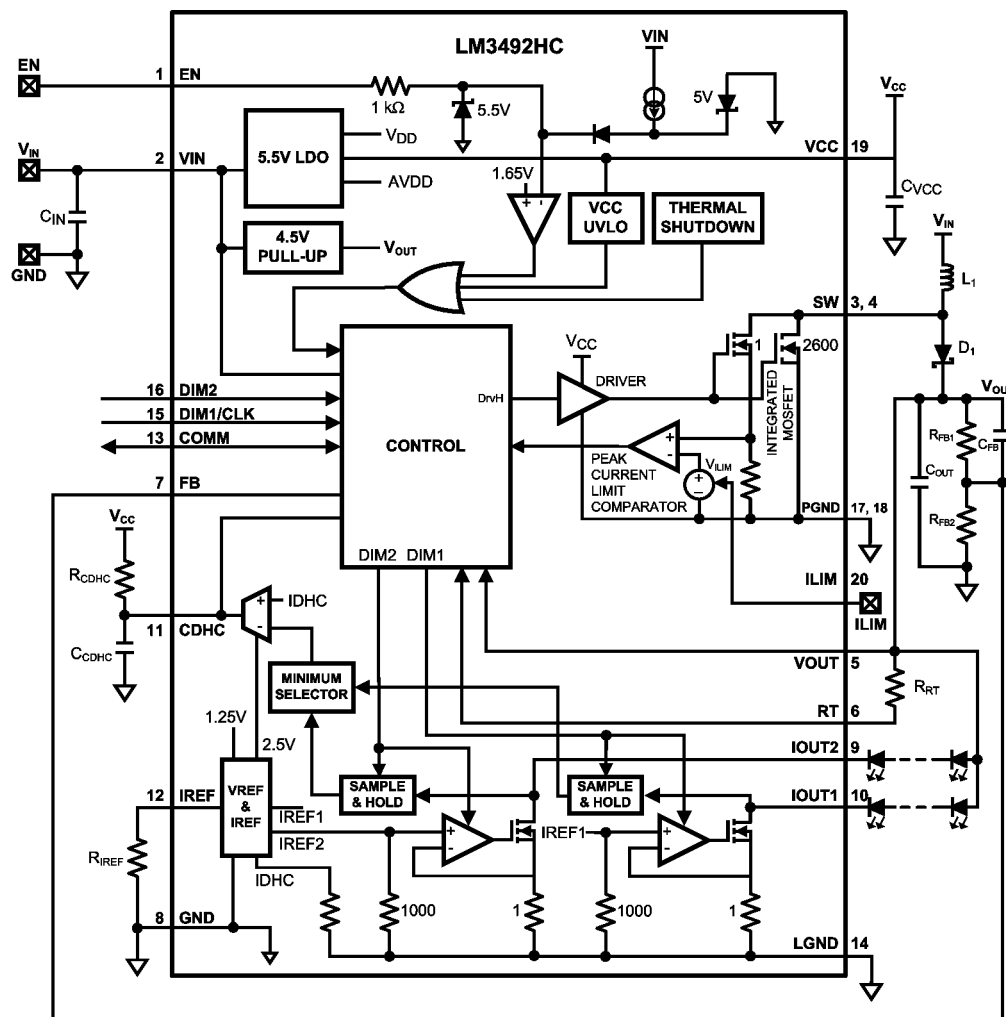 LM3492HC
VIN
EN
1 EN
1 kΩ
5.5V
5V
VCC
VIN
2 VIN
5.5V LDO
VDD
AVDD
VCC 19
1.65V
+ -
CIN
CVCC
4.5V
PULL-UP
VOUT
VCC
UVLO
THERMAL
SHUTDOWN
VIN
GND
L1
SW 3, 4
1
2600
D1
VCC
DRIVER
DrvH
INTEGRATED
MOSFET
16 DIM2
15 DIM1/CLK
13 COMM
CONTROL
VOU
RFB1
CFB
COUT
RFB2
PEAK
CURRENT
LIMIT
COMPARATOR
+
-
VILIM
+
–
7 FB
PGND 17, 18
VCC
DIM2 DIM1
RCDHC
ILIM 20
ILIM
+ IDHC
-
11 CDHC
CCDHC
MINIMUM
SELECTOR
VOUT 5
RRT
RT 6
1.25V
2.5V
IOUT2 9
SAMPLE
& HOLD
SAMPLE
& HOLD
IOUT1 10
12 IREF
VREF
&
IREF
IREF1
IREF2
IDHC
+
-
IREF1
+
-
RIREF
1000
1
1000
1
8 GND
LGND 14